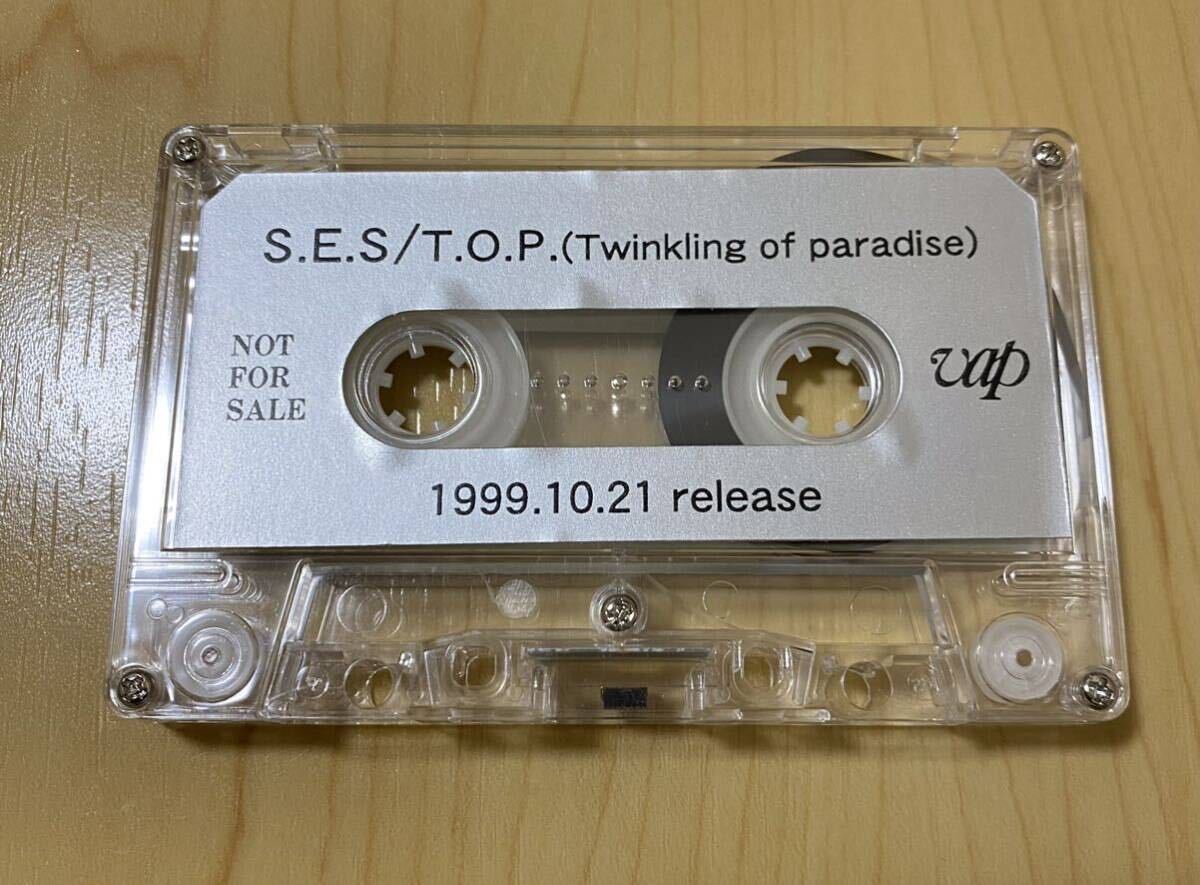 S.E.S/T.O.P.(Twinkling of paradise)
NOT
FOR
SALE
vap
1999.10.21 release